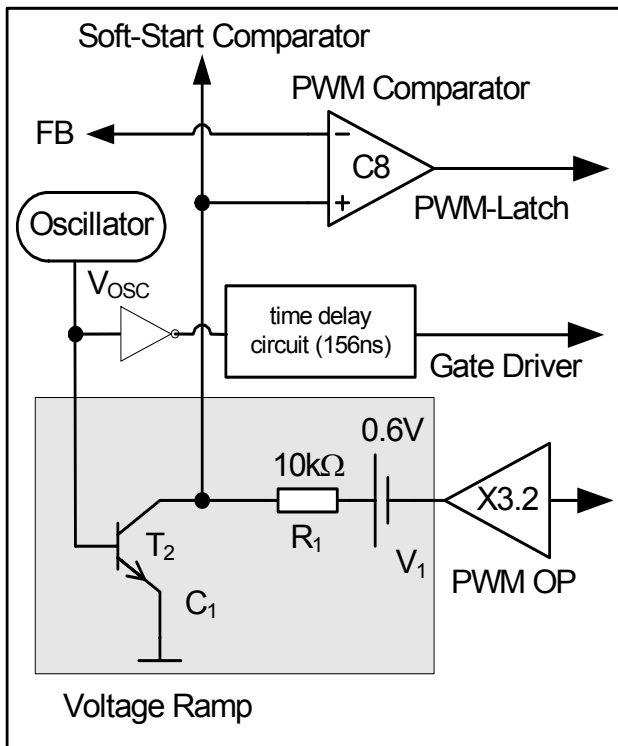 Soft-Start Comparator
PWM Comparator
FB
−
C8
+
PWM-Latch
Oscillator
V_OSC
time delay
circuit (156ns)
Gate Driver
0.6V
10kΩ
X3.2
R₁
T₂
V₁
PWM OP
C₁
Voltage Ramp